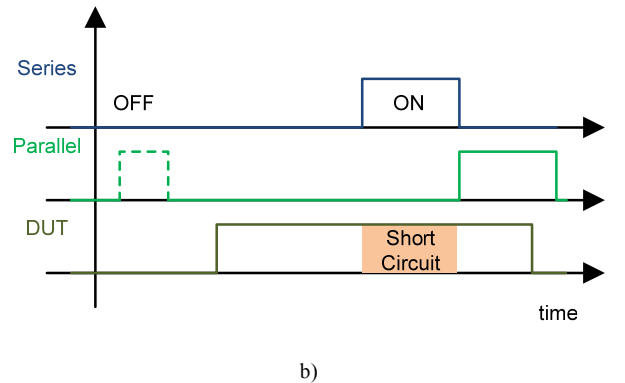 Series
OFF
ON
Parallel
DUT
Short
Circuit
time
b)